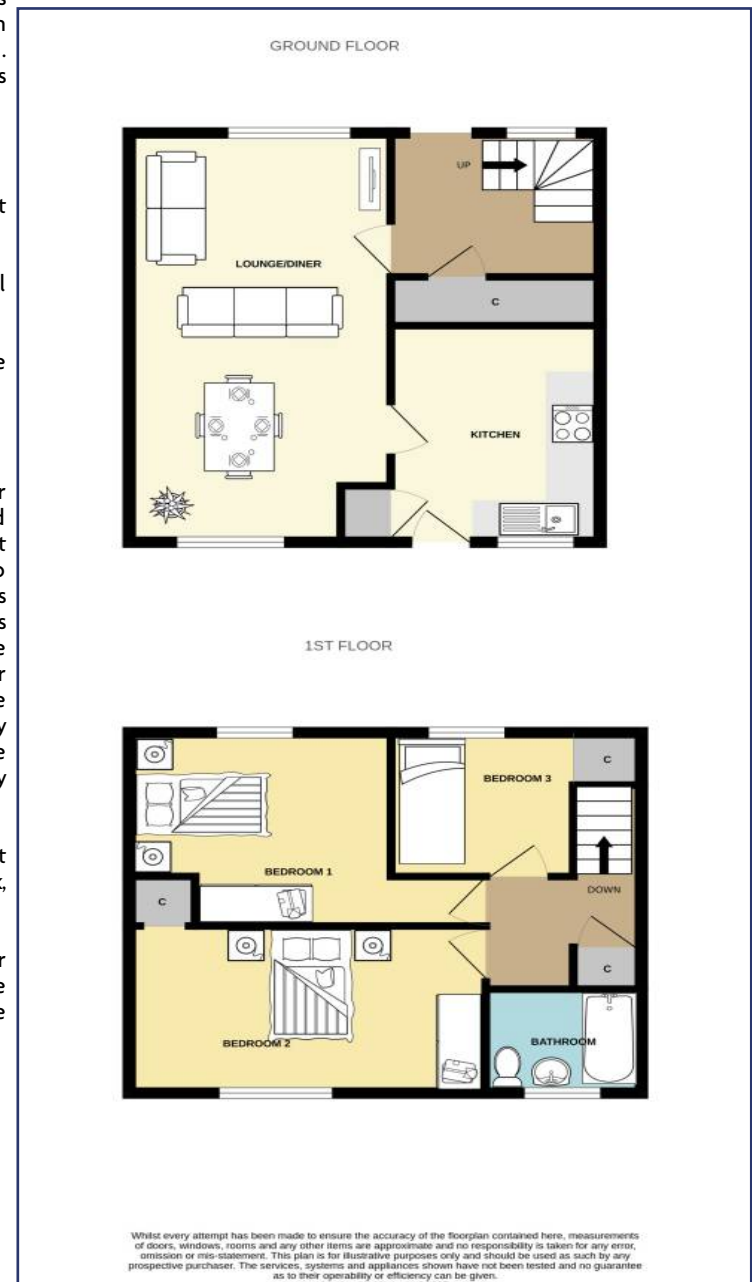 s
n
.
s
t
l
e
r
d
t
o
s
s
e
r
e
y
e
y
t
k,
r
e
e
GROUND FLOOR
UP
LOUNGE/DINER
C
KITCHEN
1ST FLOOR
C
BEDROOM 3
BEDROOM 1
DOWN
C
C
BATHROOM
BEDROOM 2
Whilst every attempt has been made to ensure the accuracy of the floorplan contained here, measurements
of doors, windows, rooms and any other items are approximate and no responsibility is taken for any error,
omission or mis-statement. This plan is for illustrative purposes only and should be used as such by any
prospective purchaser. The services, systems and appliances shown have not been tested and no guarantee
as to their operability or efficiency can be given.